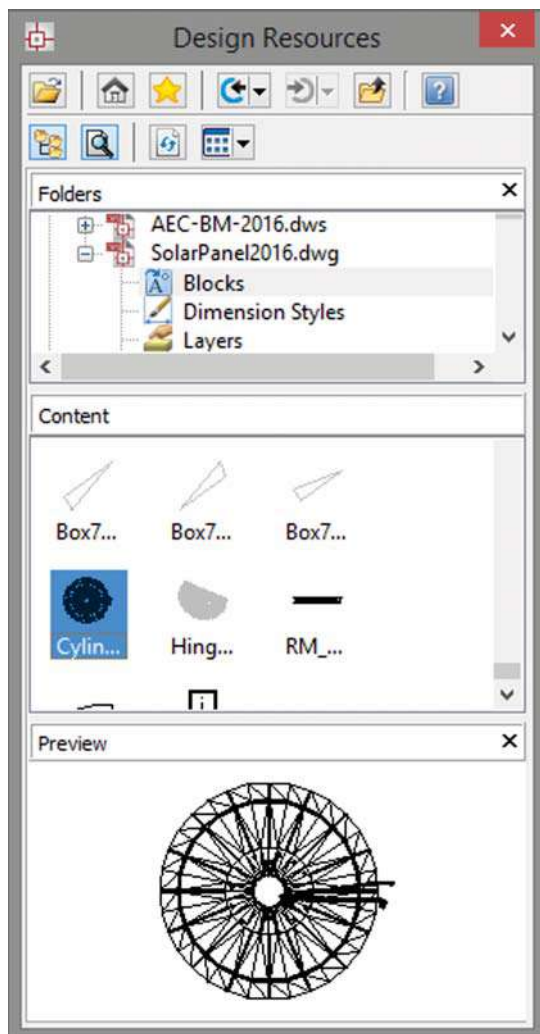 Design Resources
Folders
AEC-BM-2016.dws
SolarPanel2016.dwg
Blocks
Dimension Styles
Layers
Content
Box7... Box7... Box7...
Cylin... Hing... RM_...
Preview